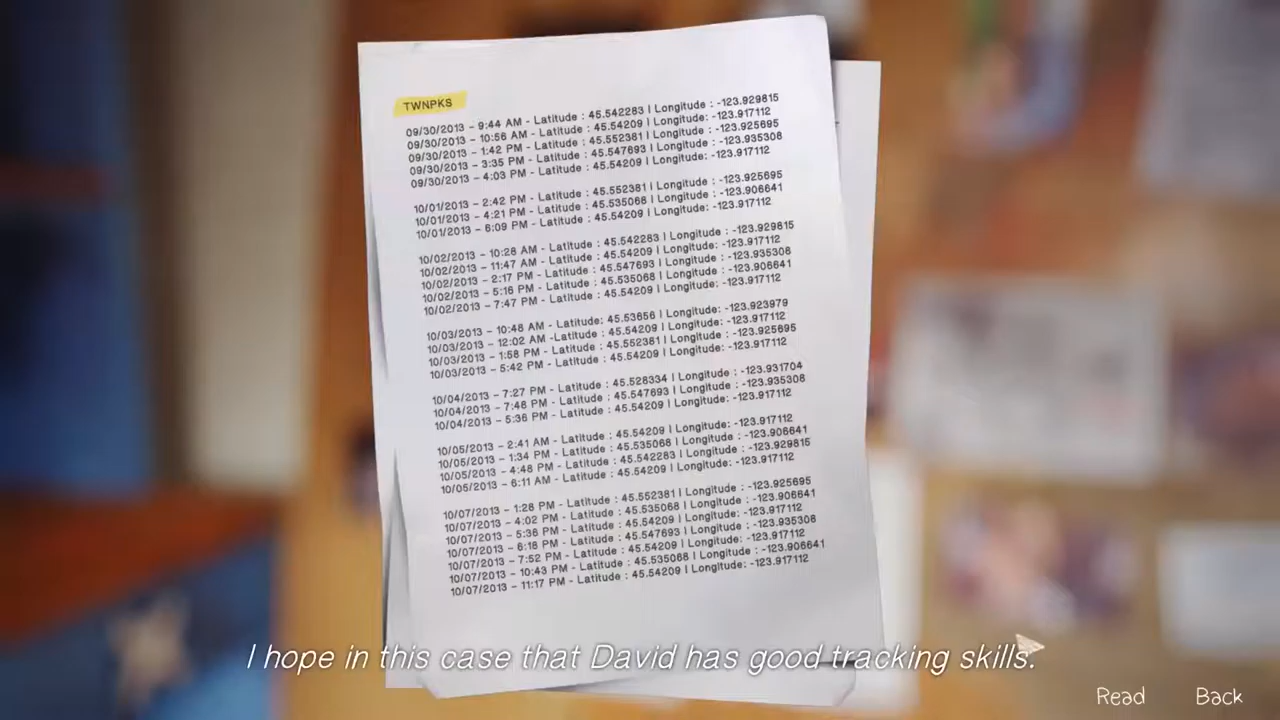 TWNPKS
09/30/2013 - 9:44 AM - Latitude : 45.542283 | Longitude : -123.929815
09/30/2013 - 10:56 AM - Latitude : 45.54209 | Longitude : -123.917112
09/30/2013 - 1:42 PM - Latitude : 45.552381 | Longitude : -123.925695
09/30/2013 - 3:35 PM - Latitude : 45.547693 | Longitude : -123.935308
09/30/2013 - 4:03 PM - Latitude : 45.54209 | Longitude: -123.917112
10/01/2013 - 2:42 PM - Latitude : 45.552381 | Longitude : -123.925695
10/01/2013 - 4:21 PM - Latitude : 45.535068 | Longitude : -123.906641
10/01/2013 - 6:09 PM - Latitude : 45.54209 | Longitude: -123.917112
10/02/2013 - 10:28 AM - Latitude : 45.542283 | Longitude : -123.929815
10/02/2013 - 11:47 AM - Latitude : 45.54209 | Longitude: -123.917112
10/02/2013 - 2:17 PM - Latitude : 45.547693 | Longitude : -123.935308
10/02/2013 - 5:16 PM - Latitude : 45.535068 | Longitude : -123.906641
10/02/2013 - 7:47 PM - Latitude : 45.54209 | Longitude: -123.917112
10/03/2013 - 10:48 AM - Latitude: 45.53656 | Longitude: -123.923979
10/03/2013 - 12:02 AM -Latitude : 45.54209 | Longitude: -123.917112
10/03/2013 - 1:58 PM - Latitude : 45.552381 | Longitude : -123.925695
10/03/2013 - 5:42 PM - Latitude : 45.54209 | Longitude: -123.917112
10/04/2013 - 7:27 PM - Latitude : 45.528334 | Longitude : -123.931704
10/04/2013 - 7:48 PM - Latitude : 45.547693 | Longitude : -123.935308
10/04/2013 - 5:36 PM - Latitude : 45.54209 | Longitude: -123.917112
10/05/2013 - 2:41 AM - Latitude : 45.54209 | Longitude: -123.917112
10/05/2013 - 1:34 PM - Latitude : 45.535068 | Longitude : -123.906641
10/05/2013 - 4:48 PM - Latitude : 45.542283 | Longitude : -123.929815
10/05/2013 - 6:11 AM - Latitude : 45.54209 | Longitude: -123.917112
10/07/2013 - 1:28 PM - Latitude : 45.552381 | Longitude : -123.925695
10/07/2013 - 4:02 PM - Latitude : 45.535068 | Longitude : -123.906641
10/07/2013 - 5:36 PM - Latitude : 45.54209 | Longitude: -123.917112
10/07/2013 - 6:18 PM - Latitude : 45.547693 | Longitude : -123.935308
10/07/2013 - 7:52 PM - Latitude : 45.54209 | Longitude: -123.917112
10/07/2013 - 10:43 PM - Latitude : 45.535068 | Longitude : -123.906641
10/07/2013 - 11:17 PM - Latitude : 45.54209 | Longitude: -123.917112
I hope in this case that David has good tracking skills.
Read Back